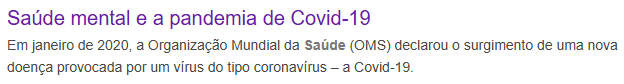 Saúde mental e a pandemia de Covid-19
Em janeiro de 2020, a Organização Mundial da Saúde (OMS) declarou o surgimento de uma nova
doença provocada por um vírus do tipo coronavírus – a Covid-19.